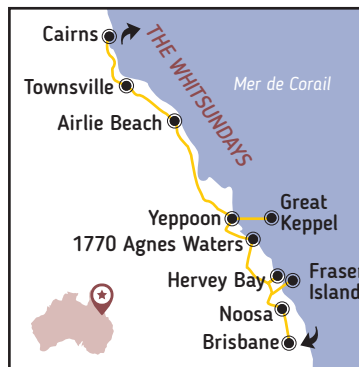 Cairns
THE WHITSUNDAYS
Townsville
Mer de Corail
Airlie Beach
Great
Keppel
Yeppoon
1770 Agnes Waters
Hervey Bay
Fraser
Island
Noosa
Brisbane